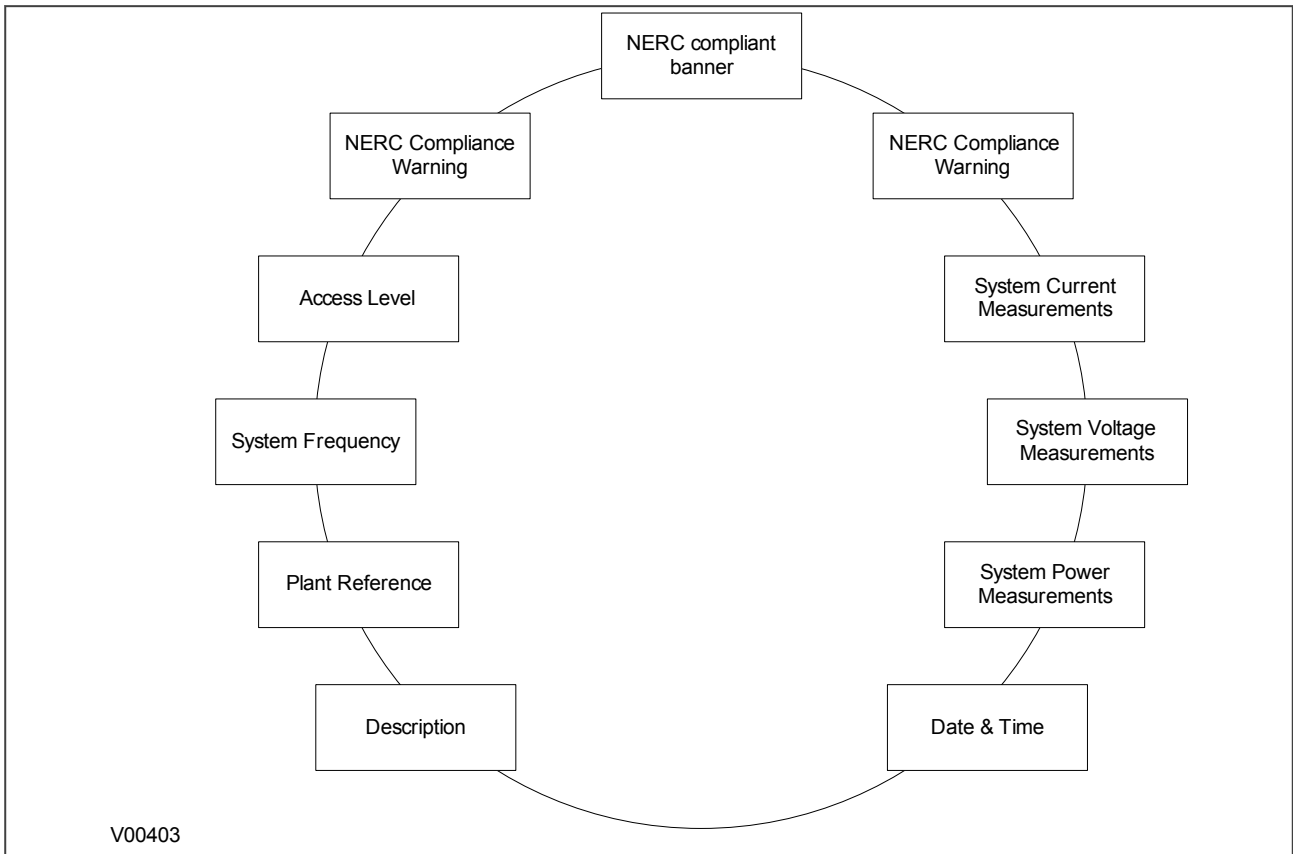 NERC compliant
banner
NERC Compliance
Warning
NERC Compliance
Warning
Access Level
System Current
Measurements
System Frequency
System Voltage
Measurements
Plant Reference
System Power
Measurements
Description
Date & Time
V00403